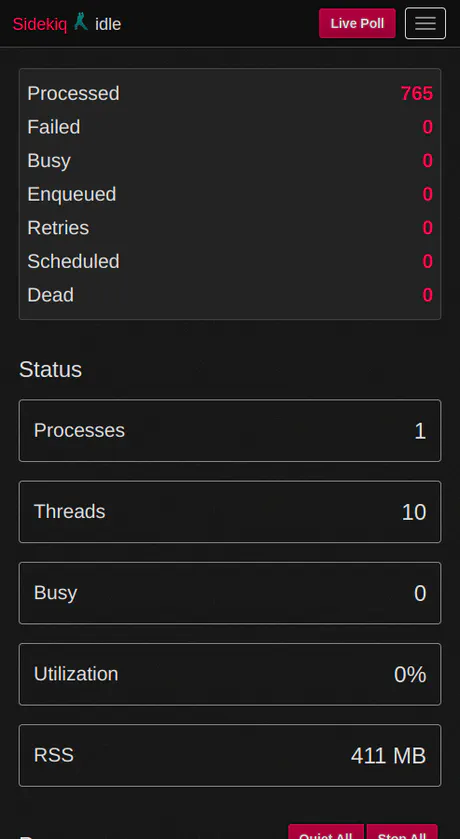 Sidekiq idle Live Poll
Processed 765
Failed 0
Busy 0
Enqueued 0
Retries 0
Scheduled 0
Dead 0
Status
Processes 1
Threads 10
Busy 0
Utilization 0%
RSS 411 MB
Quiet All Stop All